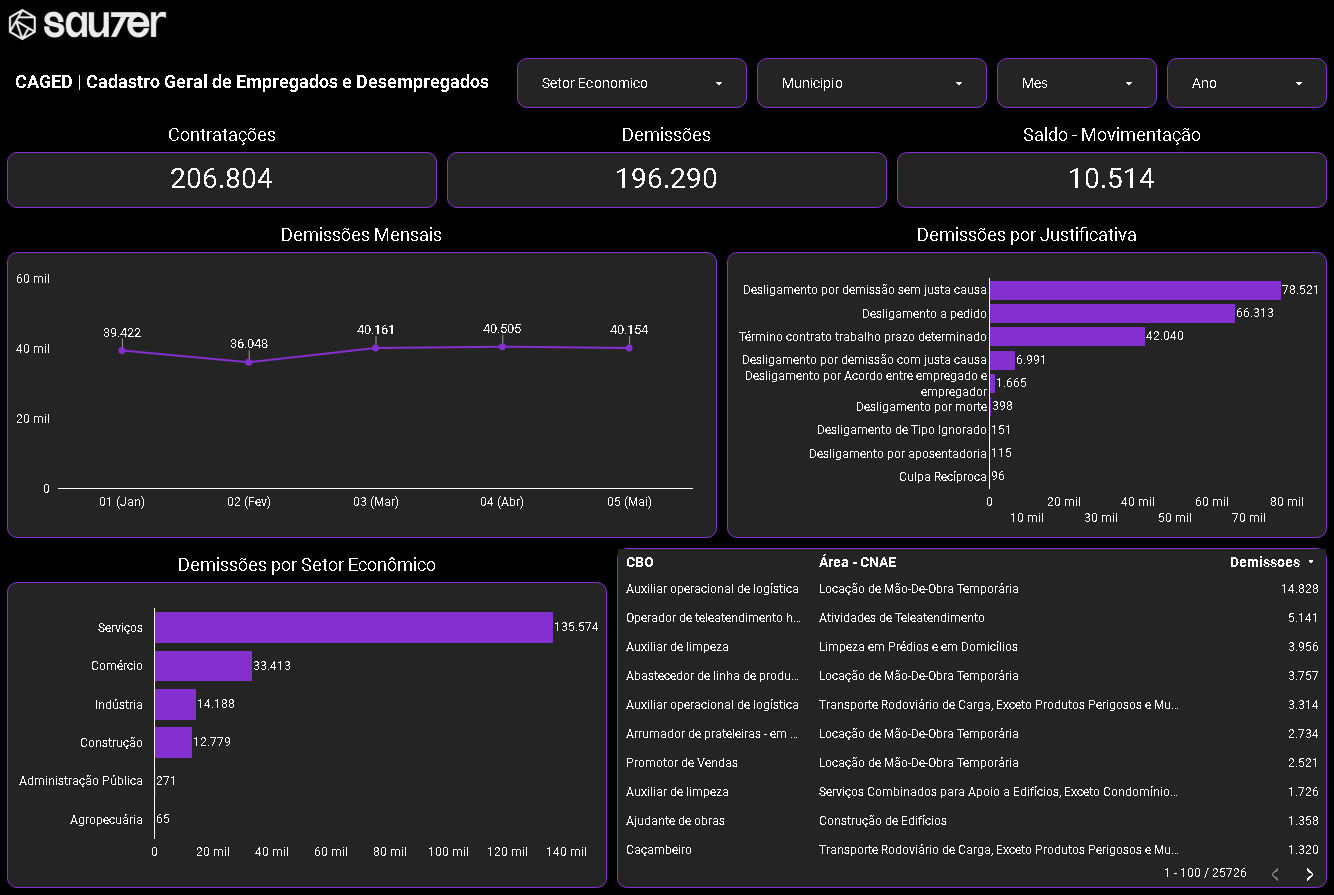 sau7er
CAGED | Cadastro Geral de Empregados e Desempregados
Setor Economico
Municipio
Mes
Ano
Contratações
Demissões
Saldo - Movimentação
206.804
196.290
10.514
Demissões Mensais
Demissões por Justificativa
60 mil
40 mil
20 mil
0
39.422
36.048
40.161
40.505
40.154
01 (Jan)
02 (Fev)
03 (Mar)
04 (Abr)
05 (Mai)
Desligamento por demissão sem justa causa 78.521
Desligamento a pedido 66.313
Término contrato trabalho prazo determinado 42.040
Desligamento por demissão com justa causa 6.991
Desligamento por Acordo entre empregado e
empregador 1.665
Desligamento por morte 398
Desligamento de Tipo Ignorado 151
Desligamento por aposentadoria 115
Culpa Recíproca 96
0 20 mil 40 mil 60 mil 80 mil
10 mil 30 mil 50 mil 70 mil
Demissões por Setor Econômico
Serviços 135.574
Comércio 33.413
Indústria 14.188
Construção 12.779
Administração Pública 271
Agropecuária 65
0 20 mil 40 mil 60 mil 80 mil 100 mil 120 mil 140 mil
CBO Área - CNAE Demissoes
Auxiliar operacional de logística Locação de Mão-De-Obra Temporária 14.828
Operador de teleatendimento h... Atividades de Teleatendimento 5.141
Auxiliar de limpeza Limpeza em Prédios e em Domicílios 3.956
Abastecedor de linha de produ... Locação de Mão-De-Obra Temporária 3.757
Auxiliar operacional de logística Transporte Rodoviário de Carga, Exceto Produtos Perigosos e Mu... 3.314
Arrumador de prateleiras - em ... Locação de Mão-De-Obra Temporária 2.734
Promotor de Vendas Locação de Mão-De-Obra Temporária 2.521
Auxiliar de limpeza Serviços Combinados para Apoio a Edifícios, Exceto Condomínio... 1.726
Ajudante de obras Construção de Edifícios 1.358
Caçambeiro Transporte Rodoviário de Carga, Exceto Produtos Perigosos e Mu... 1.320
1 - 100 / 25726